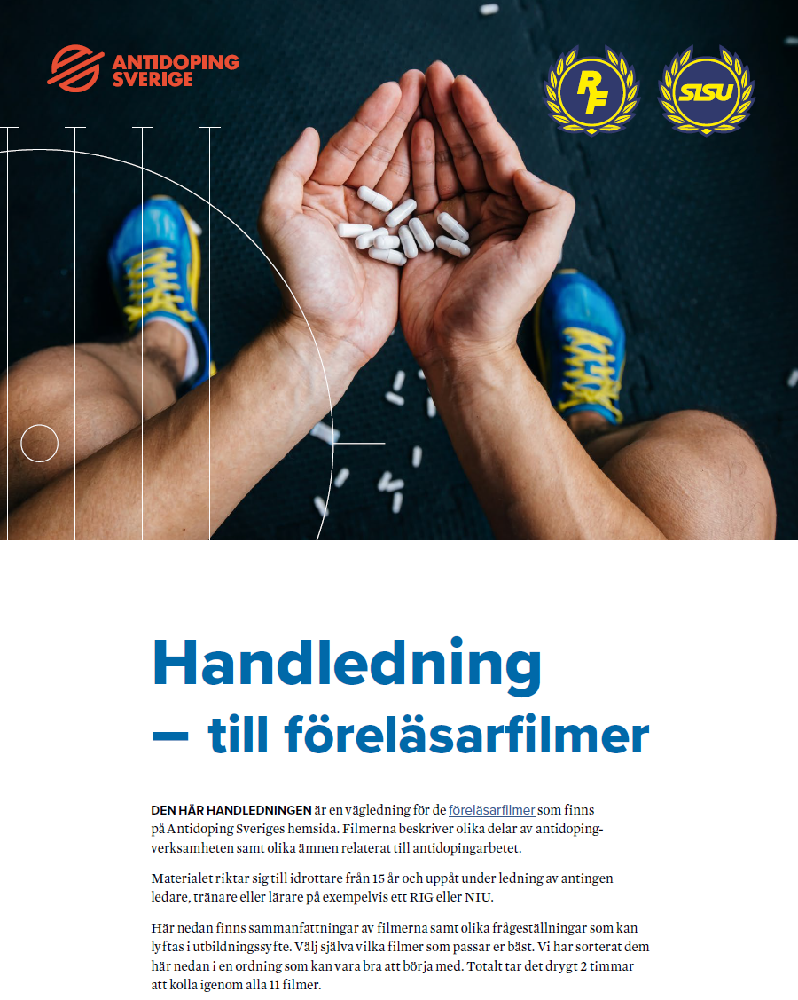 ANTIDOPING
SVERIGE
RF
SISU
Handledning
– till föreläsarfilmer
DEN HÄR HANDLEDNINGEN är en vägledning för de föreläsarfilmer som finns
på Antidoping Sveriges hemsida. Filmerna beskriver olika delar av antidoping-
verksamheten samt olika ämnen relaterat till antidopingarbetet.
Materialet riktar sig till idrottare från 15 år och uppåt under ledning av antingen
ledare, tränare eller lärare på exempelvis ett RIG eller NIU.
Här nedan finns sammanfattningar av filmerna samt olika frågeställningar som kan
lyftas i utbildningssyfte. Välj själva vilka filmer som passar er bäst. Vi har sorterat dem
här nedan i en ordning som kan vara bra att börja med. Totalt tar det drygt 2 timmar
att kolla igenom alla 11 filmer.